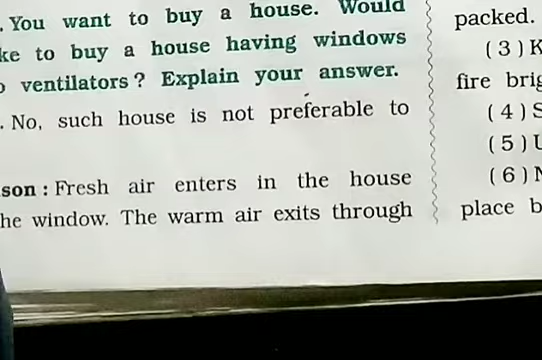 . You want to buy a house. Would
ke to buy a house having windows
o ventilators? Explain your answer.
. No, such house is not preferable to
son : Fresh air enters in the house
he window. The warm air exits through
packed.
(3) K
fire brig
(4) S
(5) U
(6) N
place b